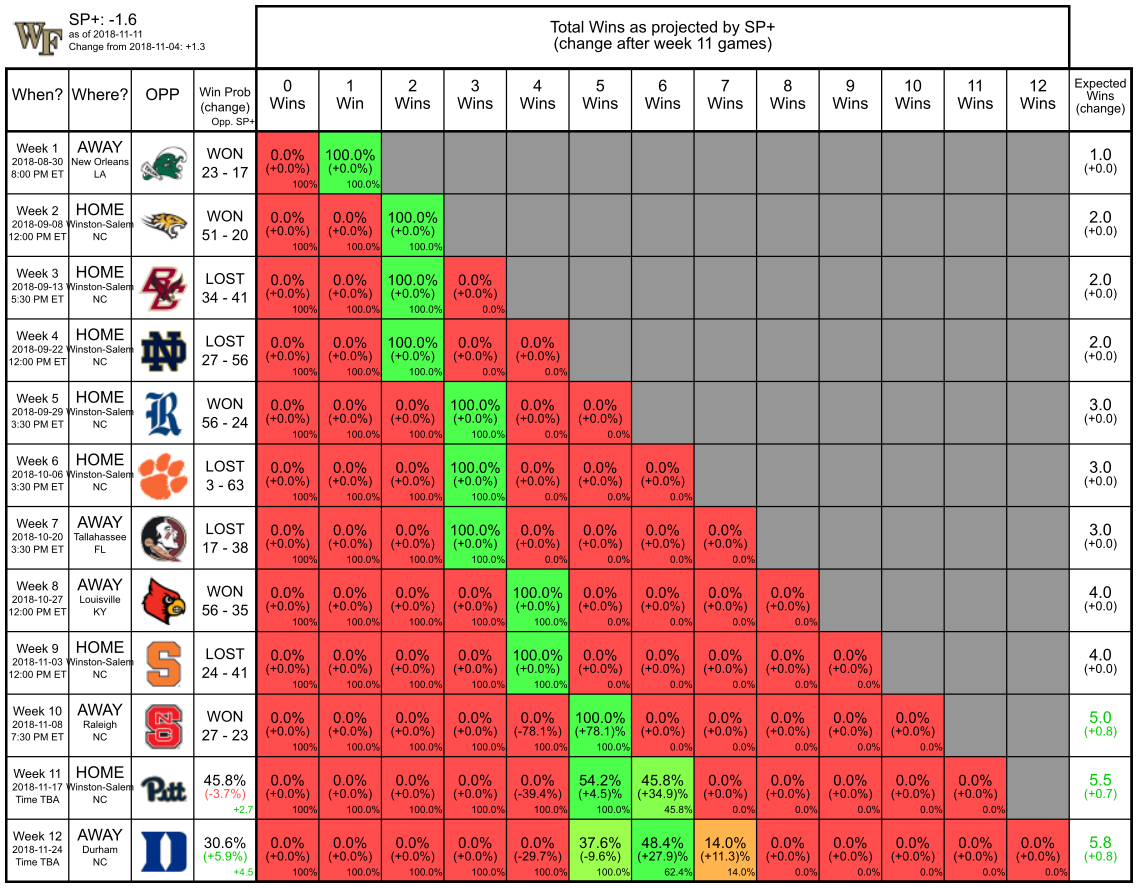 WF
SP+: -1.6
as of 2018-11-11
Change from 2018-11-04: +1.3
Total Wins as projected by SP+
(change after week 11 games)
When? Where? OPP Win Prob (change) Opp. SP+ 0 Wins 1 Win 2 Wins 3 Wins 4 Wins 5 Wins 6 Wins 7 Wins 8 Wins 9 Wins 10 Wins 11 Wins 12 Wins Expected Wins (change)
Week 1 AWAY WON 0.0% 100.0% 1.0
2018-08-30 New Orleans 23 - 17 (+0.0%) (+0.0%) (+0.0)
8:00 PM ET LA 100% 100.0%
Week 2 HOME WON 0.0% 0.0% 100.0% 2.0
2018-09-08 Winston-Salem 51 - 20 (+0.0%) (+0.0%) (+0.0%) (+0.0)
12:00 PM ET NC 100% 100.0% 100.0%
Week 3 HOME BC LOST 0.0% 0.0% 100.0% 0.0% 2.0
2018-09-13 Winston-Salem 34 - 41 (+0.0%) (+0.0%) (+0.0%) (+0.0%) (+0.0)
5:30 PM ET NC 100% 100.0% 100.0% 0.0%
Week 4 HOME ND LOST 0.0% 0.0% 100.0% 0.0% 0.0% 2.0
2018-09-22 Winston-Salem 27 - 56 (+0.0%) (+0.0%) (+0.0%) (+0.0%) (+0.0%) (+0.0)
12:00 PM ET NC 100% 100.0% 100.0% 0.0% 0.0%
Week 5 HOME R WON 0.0% 0.0% 0.0% 100.0% 0.0% 0.0% 3.0
2018-09-29 Winston-Salem 56 - 24 (+0.0%) (+0.0%) (+0.0%) (+0.0%) (+0.0%) (+0.0%) (+0.0)
3:30 PM ET NC 100% 100.0% 100.0% 100.0% 0.0% 0.0%
Week 6 HOME LOST 0.0% 0.0% 0.0% 100.0% 0.0% 0.0% 0.0% 3.0
2018-10-06 Winston-Salem 3 - 63 (+0.0%) (+0.0%) (+0.0%) (+0.0%) (+0.0%) (+0.0%) (+0.0%) (+0.0)
3:30 PM ET NC 100% 100.0% 100.0% 100.0% 0.0% 0.0% 0.0%
Week 7 AWAY LOST 0.0% 0.0% 0.0% 100.0% 0.0% 0.0% 0.0% 0.0% 3.0
2018-10-20 Tallahassee 17 - 38 (+0.0%) (+0.0%) (+0.0%) (+0.0%) (+0.0%) (+0.0%) (+0.0%) (+0.0%) (+0.0)
3:30 PM ET FL 100% 100.0% 100.0% 100.0% 0.0% 0.0% 0.0% 0.0%
Week 8 AWAY WON 0.0% 0.0% 0.0% 0.0% 100.0% 0.0% 0.0% 0.0% 0.0% 4.0
2018-10-27 Louisville 56 - 35 (+0.0%) (+0.0%) (+0.0%) (+0.0%) (+0.0%) (+0.0%) (+0.0%) (+0.0%) (+0.0%) (+0.0)
12:00 PM ET KY 100% 100.0% 100.0% 100.0% 100.0% 0.0% 0.0% 0.0% 0.0%
Week 9 HOME S LOST 0.0% 0.0% 0.0% 0.0% 100.0% 0.0% 0.0% 0.0% 0.0% 0.0% 4.0
2018-11-03 Winston-Salem 24 - 41 (+0.0%) (+0.0%) (+0.0%) (+0.0%) (+0.0%) (+0.0%) (+0.0%) (+0.0%) (+0.0%) (+0.0%) (+0.0)
12:00 PM ET NC 100% 100.0% 100.0% 100.0% 100.0% 0.0% 0.0% 0.0% 0.0% 0.0%
Week 10 AWAY NCS WON 0.0% 0.0% 0.0% 0.0% 0.0% 100.0% 0.0% 0.0% 0.0% 0.0% 0.0% 5.0
2018-11-08 Raleigh 27 - 23 (+0.0%) (+0.0%) (+0.0%) (+0.0%) (-78.1%) (+78.1)% (+0.0%) (+0.0%) (+0.0%) (+0.0%) (+0.0%) (+0.8)
7:30 PM ET NC 100% 100.0% 100.0% 100.0% 100.0% 100.0% 0.0% 0.0% 0.0% 0.0% 0.0%
Week 11 HOME Pitt 45.8% 0.0% 0.0% 0.0% 0.0% 0.0% 54.2% 45.8% 0.0% 0.0% 0.0% 0.0% 0.0% 5.5
2018-11-17 Winston-Salem (-3.7%) (+0.0%) (+0.0%) (+0.0%) (+0.0%) (-39.4%) (+4.5)% (+34.9)% (+0.0%) (+0.0%) (+0.0%) (+0.0%) (+0.0%) (+0.7)
Time TBA NC +2.7 100% 100.0% 100.0% 100.0% 100.0% 100.0% 45.8% 0.0% 0.0% 0.0% 0.0% 0.0%
Week 12 AWAY D 30.6% 0.0% 0.0% 0.0% 0.0% 0.0% 37.6% 48.4% 14.0% 0.0% 0.0% 0.0% 0.0% 0.0% 5.8
2018-11-24 Durham (+5.9%) (+0.0%) (+0.0%) (+0.0%) (+0.0%) (-29.7%) (-9.6%) (+27.9)% (+11.3)% (+0.0%) (+0.0%) (+0.0%) (+0.0%) (+0.0%) (+0.8)
Time TBA NC +4.5 100% 100.0% 100.0% 100.0% 100.0% 100.0% 62.4% 14.0% 0.0% 0.0% 0.0% 0.0% 0.0%